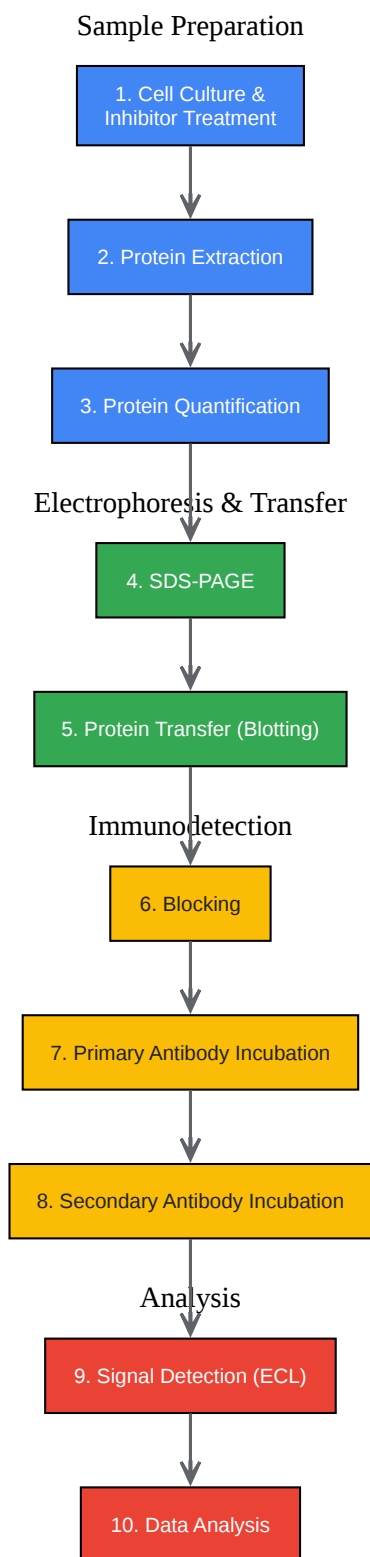 Sample Preparation
1. Cell Culture &
Inhibitor Treatment
2. Protein Extraction
3. Protein Quantification
Electrophoresis & Transfer
4. SDS-PAGE
5. Protein Transfer (Blotting)
Immunodetection
6. Blocking
7. Primary Antibody Incubation
8. Secondary Antibody Incubation
Analysis
9. Signal Detection (ECL)
10. Data Analysis